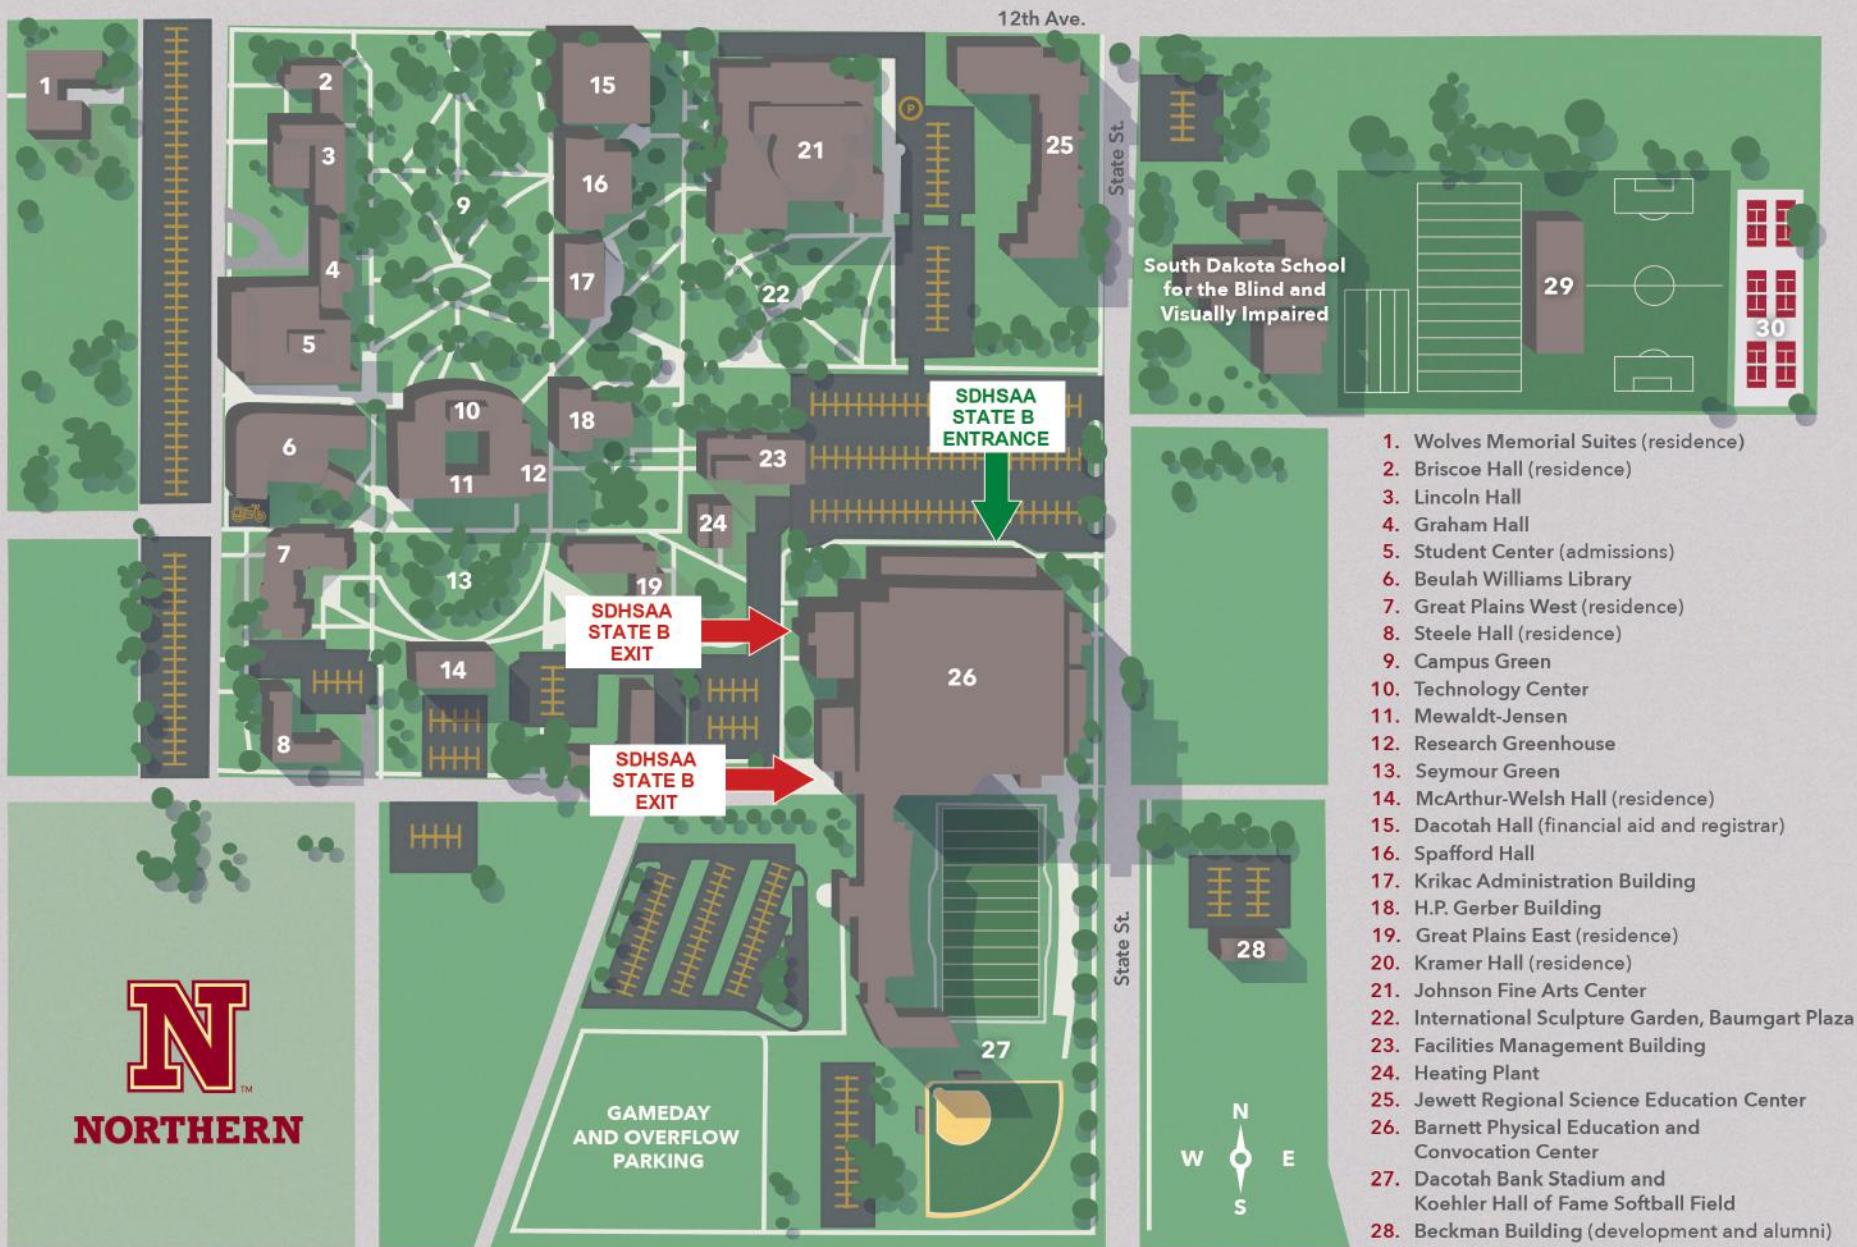 12th Ave.
1
2
3
4
5
6
7
8
9
10
11
12
13
14
15
16
17
18
19
21
22
23
24
25
26
27
28
29
30
P
State St.
South Dakota School
for the Blind and
Visually Impaired
SDHSAA
STATE B
ENTRANCE
SDHSAA
STATE B
EXIT
SDHSAA
STATE B
EXIT
State St.
GAMEDAY
AND OVERFLOW
PARKING
N
W E
S
N
TM
NORTHERN
1. Wolves Memorial Suites (residence)
2. Briscoe Hall (residence)
3. Lincoln Hall
4. Graham Hall
5. Student Center (admissions)
6. Beulah Williams Library
7. Great Plains West (residence)
8. Steele Hall (residence)
9. Campus Green
10. Technology Center
11. Mewaldt-Jensen
12. Research Greenhouse
13. Seymour Green
14. McArthur-Welsh Hall (residence)
15. Dacotah Hall (financial aid and registrar)
16. Spafford Hall
17. Krikac Administration Building
18. H.P. Gerber Building
19. Great Plains East (residence)
20. Kramer Hall (residence)
21. Johnson Fine Arts Center
22. International Sculpture Garden, Baumgart Plaza
23. Facilities Management Building
24. Heating Plant
25. Jewett Regional Science Education Center
26. Barnett Physical Education and
Convocation Center
27. Dacotah Bank Stadium and
Koehler Hall of Fame Softball Field
28. Beckman Building (development and alumni)